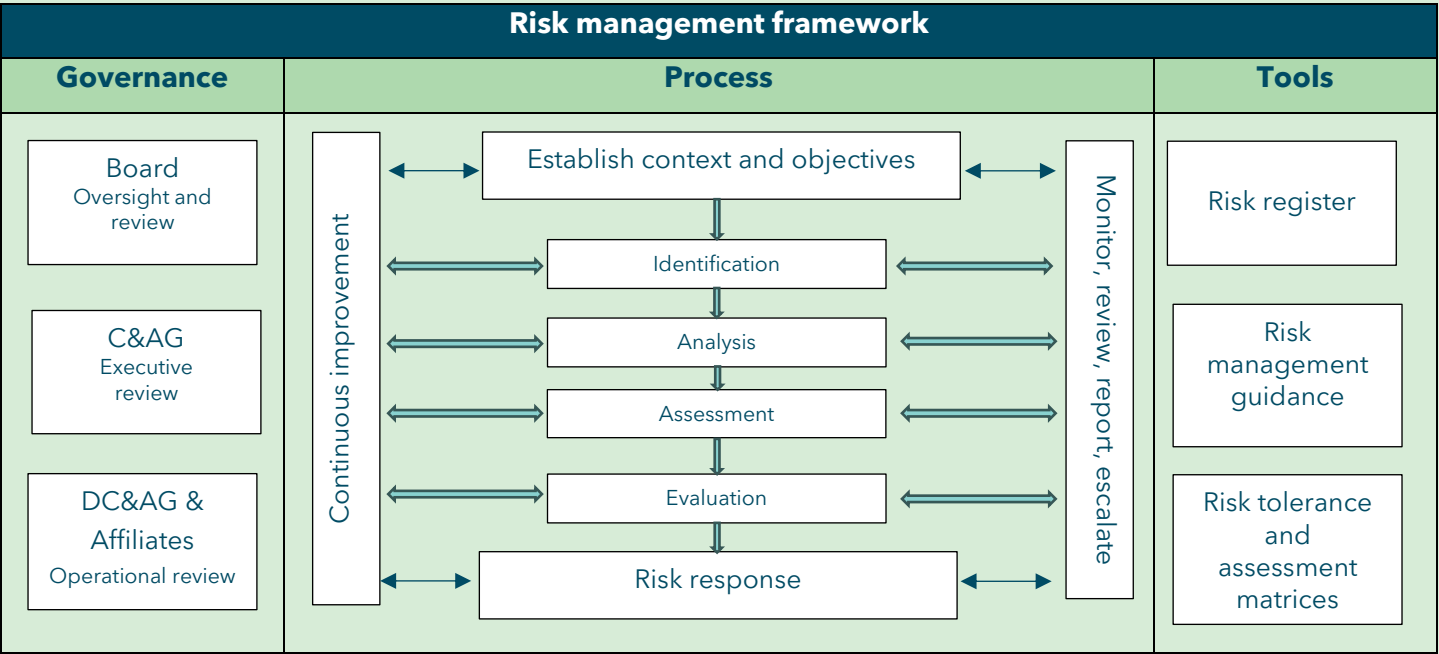 Risk management framework
Governance
Process
Tools
Board
Oversight and
review
C&AG
Executive
review
DC&AG &
Affiliates
Operational review
Continuous improvement
Establish context and objectives
Identification
Analysis
Assessment
Evaluation
Risk response
Monitor, review, report, escalate
Risk register
Risk
management
guidance
Risk tolerance
and
assessment
matrices